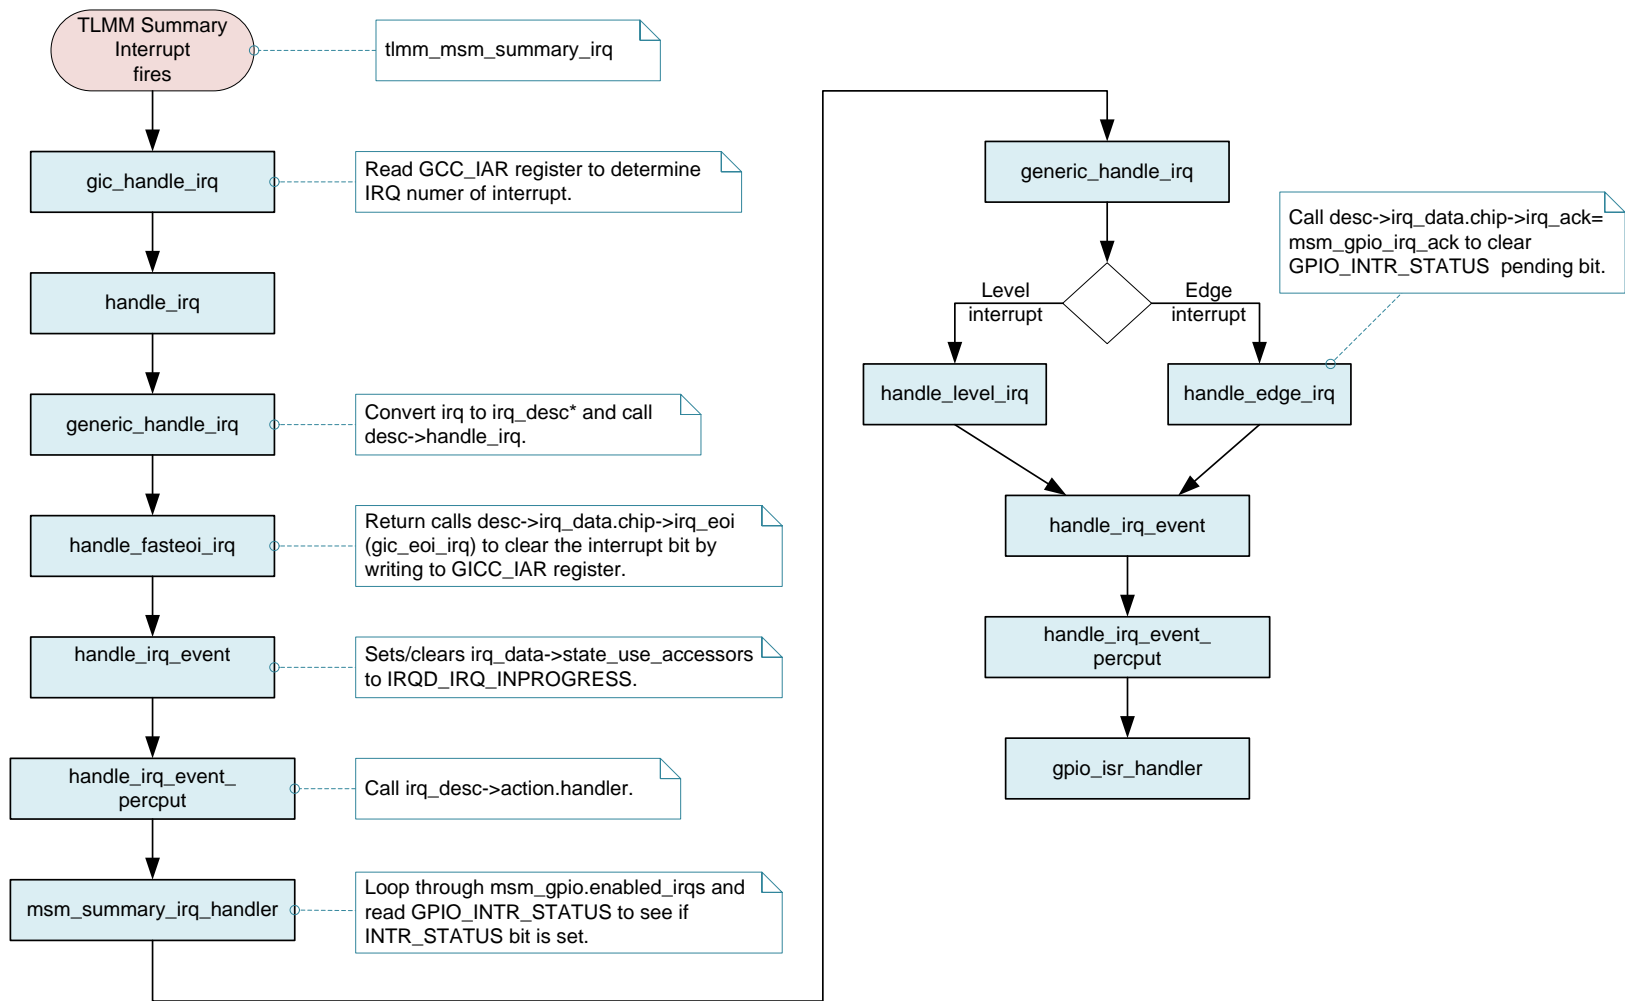 TLMM Summary
Interrupt
fires
tlmm_msm_summary_irq
gic_handle_irq
Read GCC_IAR register to determine
IRQ numer of interrupt.
handle_irq
generic_handle_irq
Convert irq to irq_desc* and call
desc->handle_irq.
handle_fasteoi_irq
Return calls desc->irq_data.chip->irq_eoi
(gic_eoi_irq) to clear the interrupt bit by
writing to GICC_IAR register.
handle_irq_event
Sets/clears irq_data->state_use_accessors
to IRQD_IRQ_INPROGRESS.
handle_irq_event_
percput
Call irq_desc->action.handler.
msm_summary_irq_handler
Loop through msm_gpio.enabled_irqs and
read GPIO_INTR_STATUS to see if
INTR_STATUS bit is set.
generic_handle_irq
Call desc->irq_data.chip->irq_ack=
msm_gpio_irq_ack to clear
GPIO_INTR_STATUS  pending bit.
Level
interrupt
Edge
interrupt
handle_level_irq
handle_edge_irq
handle_irq_event
handle_irq_event_
percput
gpio_isr_handler